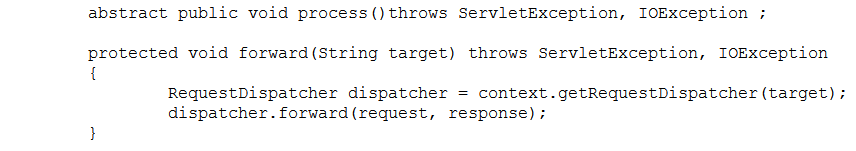 abstract public void process()throws ServletException, IOException ;
protected void forward(String target) throws ServletException, IOException
{
RequestDispatcher dispatcher = context.getRequestDispatcher(target);
dispatcher.forward(request, response);
}